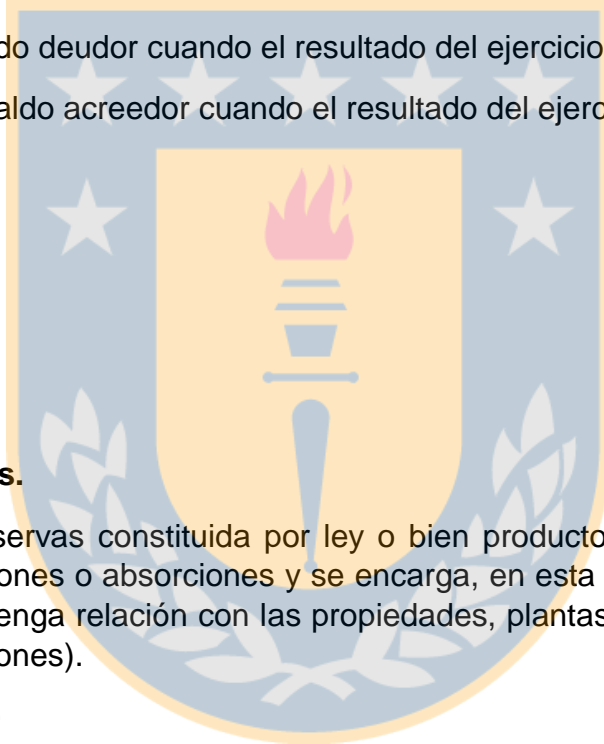 do deudor cuando el resultado del ejercicio
aldo acreedor cuando el resultado del ejerc
s.
servas constituida por ley o bien producto
ones o absorciones y se encarga, en esta
enga relación con las propiedades, plantas
ones).